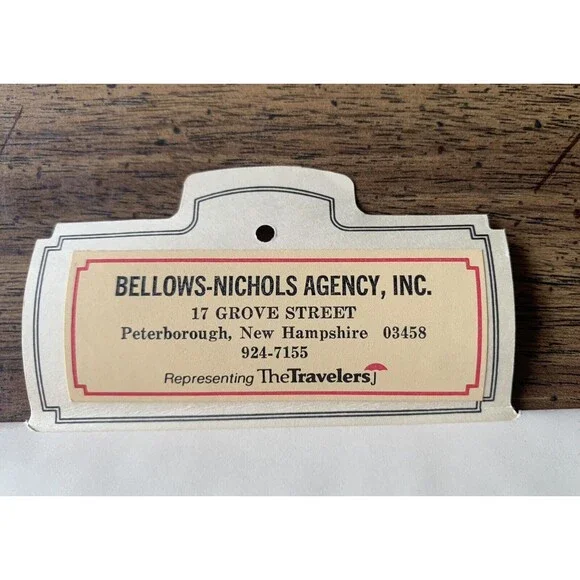 BELLOWS-NICHOLS AGENCY, INC.
17 GROVE STREET
Peterborough, New Hampshire 03458
924-7155
Representing TheTravelers